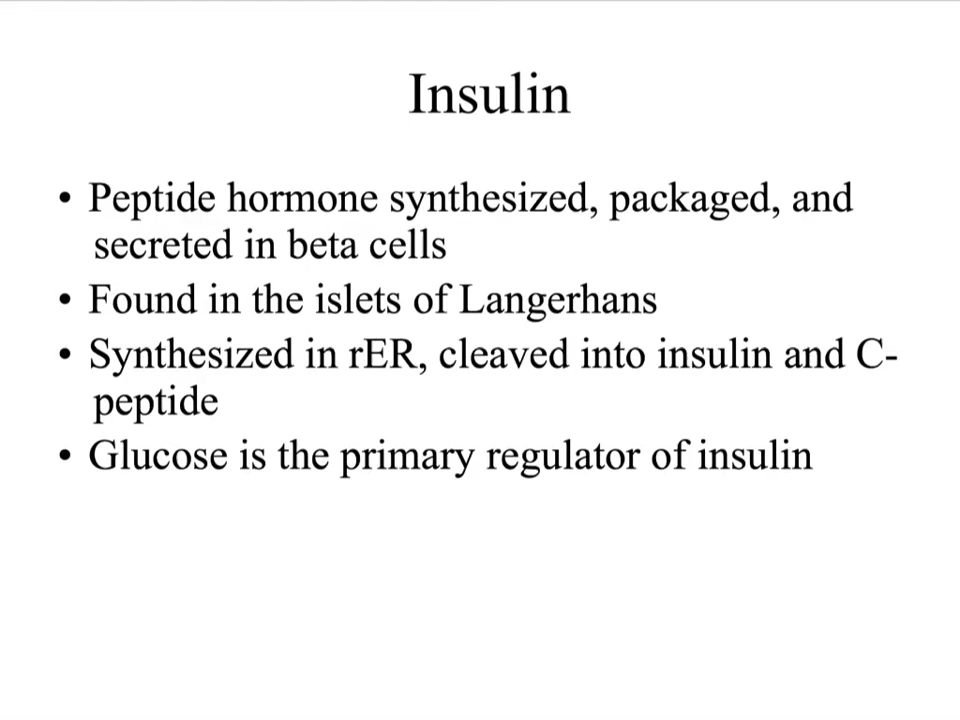 Insulin
• Peptide hormone synthesized, packaged, and
secreted in beta cells
• Found in the islets of Langerhans
• Synthesized in rER, cleaved into insulin and C-
peptide
• Glucose is the primary regulator of insulin